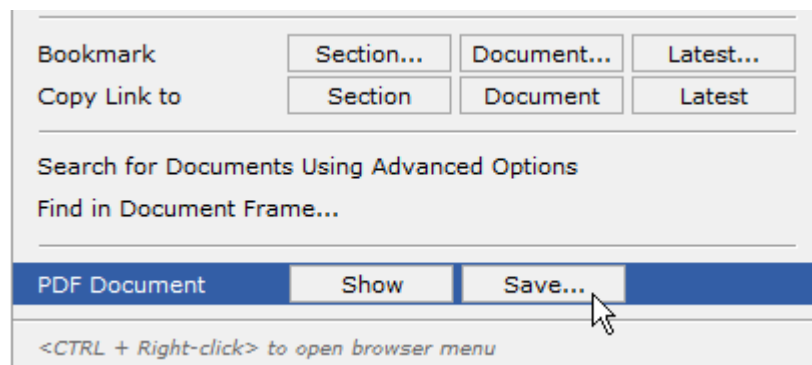 Bookmark Section... Document... Latest...
Copy Link to Section Document Latest
Search for Documents Using Advanced Options
Find in Document Frame...
PDF Document Show Save...
<CTRL + Right-click> to open browser menu